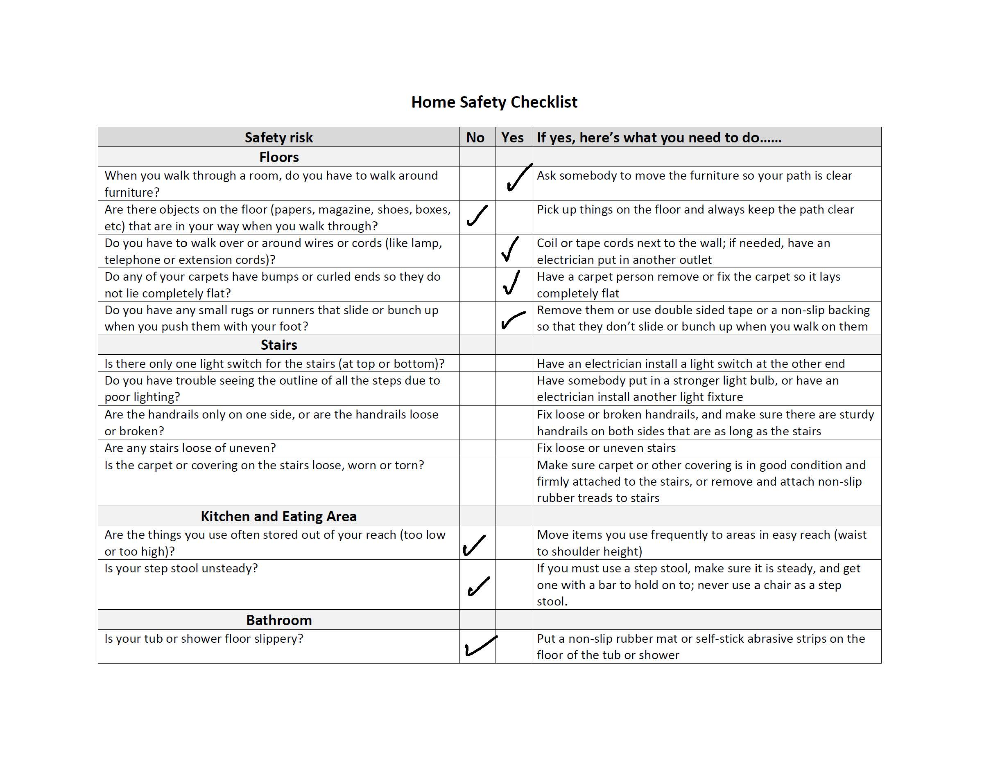 Home Safety Checklist
Safety risk No Yes If yes, here’s what you need to do......
Floors
When you walk through a room, do you have to walk around furniture? ✓ Ask somebody to move the furniture so your path is clear
Are there objects on the floor (papers, magazine, shoes, boxes, etc) that are in your way when you walk through? ✓ Pick up things on the floor and always keep the path clear
Do you have to walk over or around wires or cords (like lamp, telephone or extension cords)? ✓ Coil or tape cords next to the wall; if needed, have an electrician put in another outlet
Do any of your carpets have bumps or curled ends so they do not lie completely flat? ✓ Have a carpet person remove or fix the carpet so it lays completely flat
Do you have any small rugs or runners that slide or bunch up when you push them with your foot? ✓ Remove them or use double sided tape or a non-slip backing so that they don’t slide or bunch up when you walk on them
Stairs
Is there only one light switch for the stairs (at top or bottom)? Have an electrician install a light switch at the other end
Do you have trouble seeing the outline of all the steps due to poor lighting? Have somebody put in a stronger light bulb, or have an electrician install another light fixture
Are the handrails only on one side, or are the handrails loose or broken? Fix loose or broken handrails, and make sure there are sturdy handrails on both sides that are as long as the stairs
Are any stairs loose of uneven? Fix loose or uneven stairs
Is the carpet or covering on the stairs loose, worn or torn? Make sure carpet or other covering is in good condition and firmly attached to the stairs, or remove and attach non-slip rubber treads to stairs
Kitchen and Eating Area
Are the things you use often stored out of your reach (too low or too high)? ✓ Move items you use frequently to areas in easy reach (waist to shoulder height)
Is your step stool unsteady? ✓ If you must use a step stool, make sure it is steady, and get one with a bar to hold on to; never use a chair as a step stool.
Bathroom
Is your tub or shower floor slippery? ✓ Put a non-slip rubber mat or self-stick abrasive strips on the floor of the tub or shower